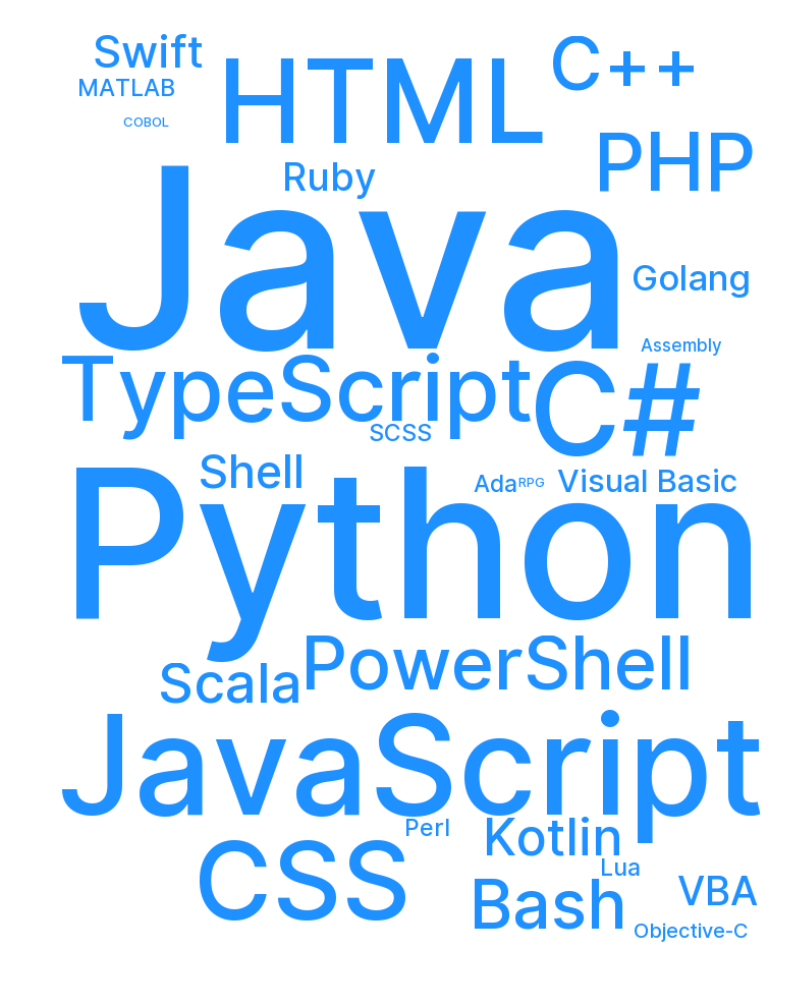 Swift
C++
HTML
MATLAB
COBOL
PHP
Ruby
Java
Golang
Assembly
TypeScript
C#
SCSS
Shell
Ada
RPG
Visual Basic
Python
PowerShell
Scala
JavaScript
Perl
Kotlin
Lua
CSS
Bash
VBA
Objective-C